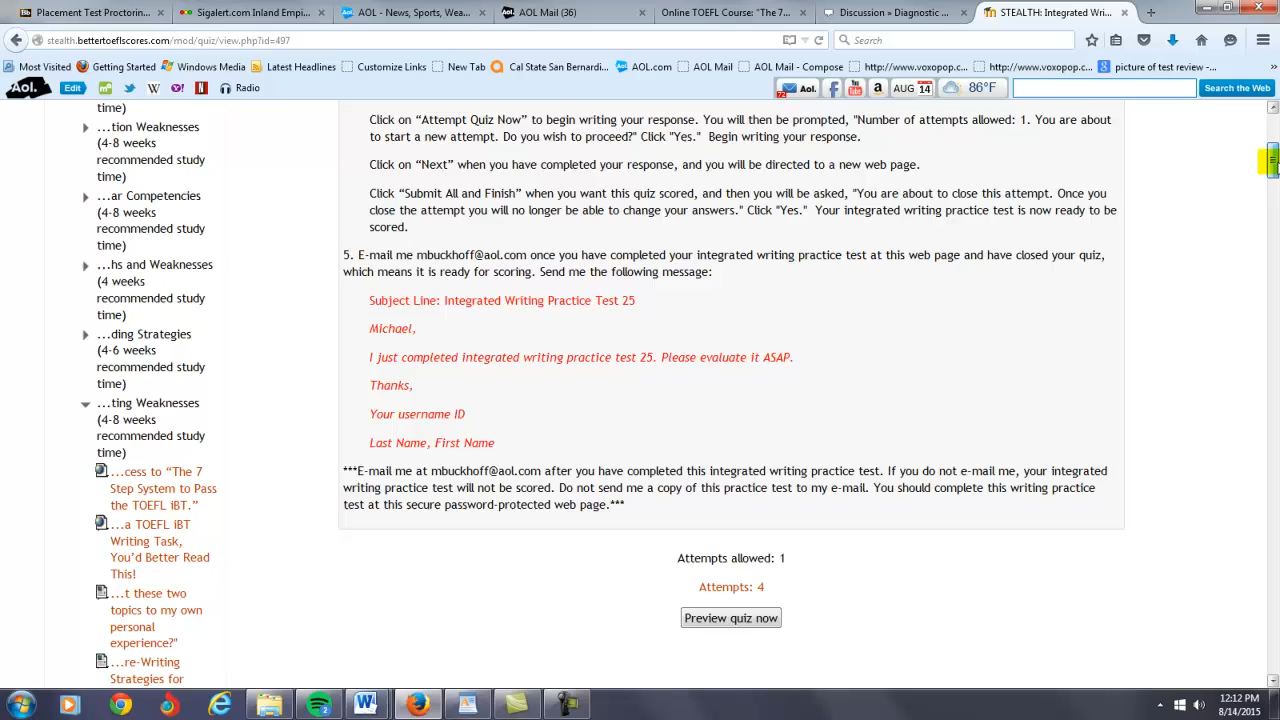 Placement Test Proctorin...
Sigalert.com Inland Empi...
AOL - News, Sports, Wea...
AOL Mail (36)
Online TOEFL Course: "The 7...
Discussion » Diagnostic ...
STEALTH: Integrated Wri...
stealth.bettertoeflscores.com/mod/quiz/view.php?id=497
Search
Most Visited
Getting Started
Windows Media
Latest Headlines
Customize Links
New Tab
Cal State San Bernardi...
AOL.com
AOL Mail
AOL Mail - Compose
http://www.voxopop.c...
http://www.voxopop.c...
picture of test review -...
Aol.
Edit
Radio
72
Aol.
AUG 14
86°F
Search the Web
time)
...tion Weaknesses
(4-8 weeks
recommended study
time)
...ar Competencies
(4-8 weeks
recommended study
time)
...hs and Weaknesses
(4 weeks
recommended study
time)
...ding Strategies
(4-6 weeks
recommended study
time)
...ting Weaknesses
(4-8 weeks
recommended study
time)
...cess to “The 7
Step System to Pass
the TOEFL iBT.”
...a TOEFL iBT
Writing Task,
You’d Better Read
This!
...t these two
topics to my own
personal
experience?"
...re-Writing
Strategies for
Click on “Attempt Quiz Now” to begin writing your response. You will then be prompted, "Number of attempts allowed: 1. You are about
to start a new attempt. Do you wish to proceed?" Click "Yes." Begin writing your response.
Click on “Next” when you have completed your response, and you will be directed to a new web page.
Click “Submit All and Finish” when you want this quiz scored, and then you will be asked, "You are about to close this attempt. Once you
close the attempt you will no longer be able to change your answers." Click "Yes." Your integrated writing practice test is now ready to be
scored.
5. E-mail me mbuckhoff@aol.com once you have completed your integrated writing practice test at this web page and have closed your quiz,
which means it is ready for scoring. Send me the following message:
Subject Line: Integrated Writing Practice Test 25
Michael,
I just completed integrated writing practice test 25. Please evaluate it ASAP.
Thanks,
Your username ID
Last Name, First Name
***E-mail me at mbuckhoff@aol.com after you have completed this integrated writing practice test. If you do not e-mail me, your integrated
writing practice test will not be scored. Do not send me a copy of this practice test to my e-mail. You should complete this writing practice
test at this secure password-protected web page.***
Attempts allowed: 1
Attempts: 4
Preview quiz now
12:12 PM
8/14/2015